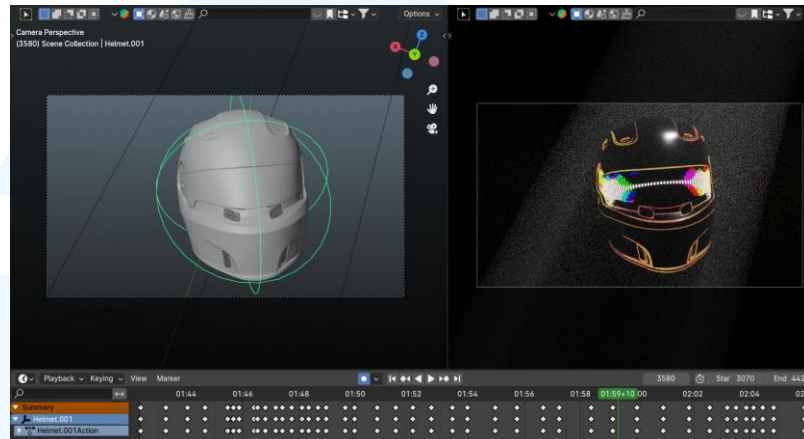 Options
Camera Perspective
(3580) Scene Collection | Helmet.001
X
Y
Z
Playback
Keying
View
Marker
3580
Start 3070
01:44
01:46
01:48
01:50
01:52
01:54
01:56
01:58
01:59+10
02:02
02:04
Summary
Helmet.001
Helmet.001Action